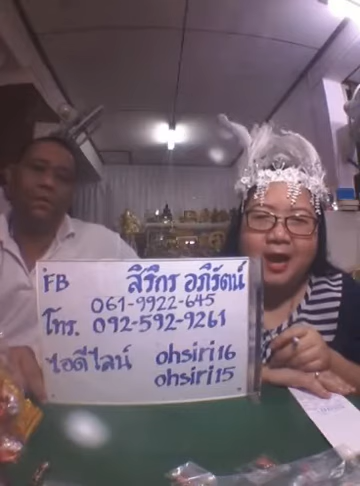 FB สิริกร อภิรัตน์
061-9922-645
โทร. 092-592-9261
ไอดีไลน์ ohsiri16
ohsiri15